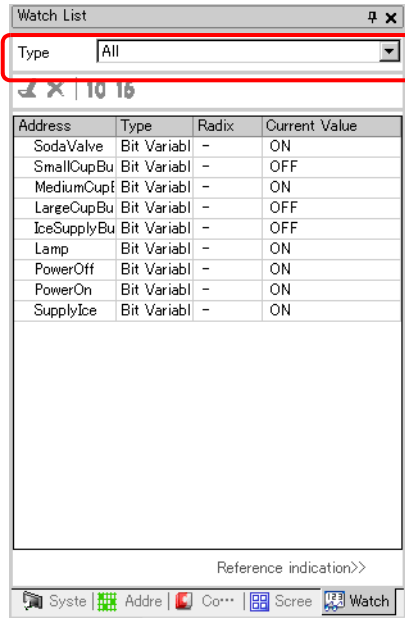 Watch List
Type All
10 16
Address Type Radix Current Value
SodaValve Bit Variabl - ON
SmallCupBu Bit Variabl - OFF
MediumCupE Bit Variabl - ON
LargeCupBu Bit Variabl - OFF
IceSupplyBu Bit Variabl - OFF
Lamp Bit Variabl - ON
PowerOff Bit Variabl - ON
PowerOn Bit Variabl - ON
SupplyIce Bit Variabl - ON
Reference indication>>
Syste Addre Co··· Scree 123 Watch